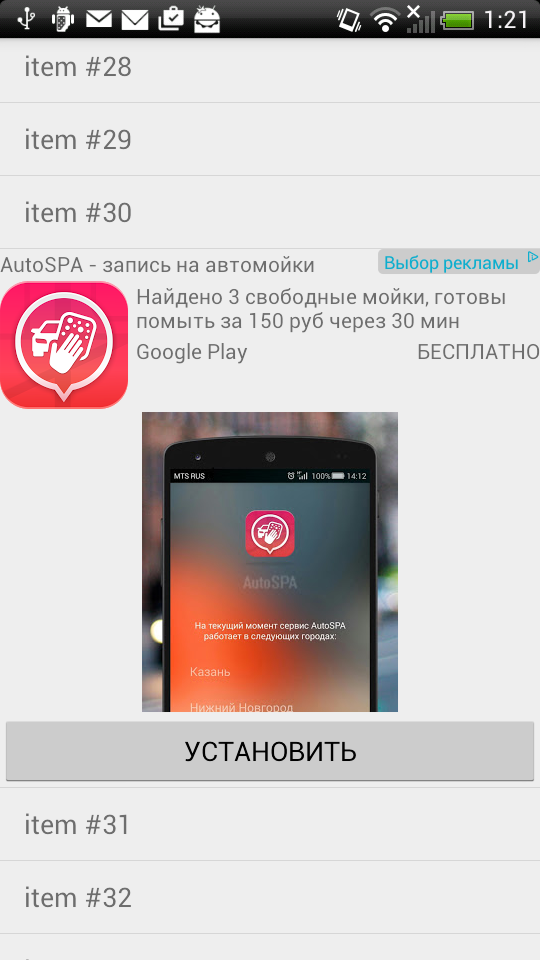 1:21
item #28
item #29
item #30
AutoSPA - запись на автомойки
Выбор рекламы
Найдено 3 свободные мойки, готовы
помыть за 150 руб через 30 мин
Google Play
БЕСПЛАТНО
MTS RUS 100% 14:12
AutoSPA
На текущий момент сервис AutoSPA
работает в следующих городах:
Казань
Нижний Новгород
УСТАНОВИТЬ
item #31
item #32